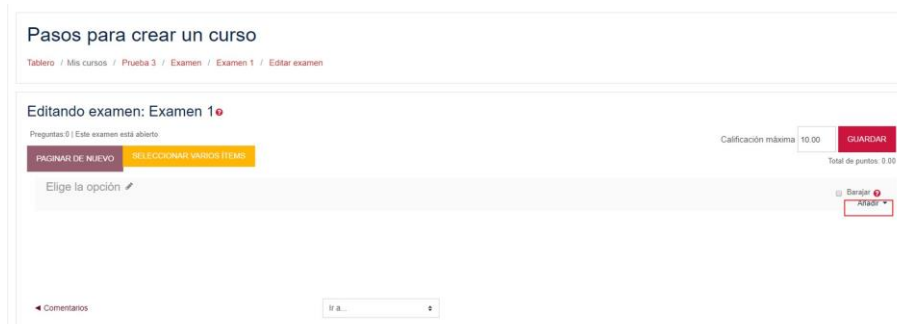 Pasos para crear un curso
Tablero / Mis cursos / Prueba 3 / Examen / Examen 1 / Editar examen
Editando examen: Examen 1
Preguntas:0 | Este examen está abierto
Calificación máxima 10.00 GUARDAR
PAGINAR DE NUEVO SELECCIONAR VARIOS ÍTEMS
Total de puntos: 0.00
Elige la opción
Barajar
Añadir
◄ Comentarios
Ir a...